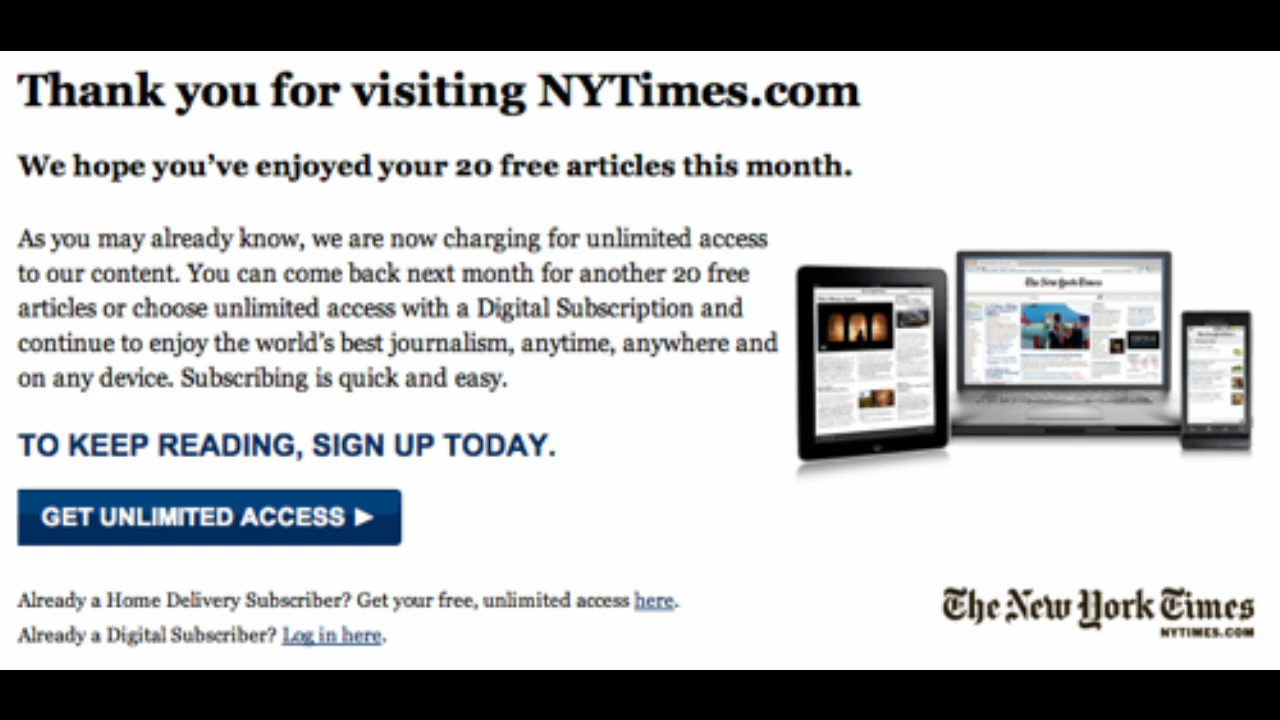 Thank you for visiting NYTimes.com
We hope you’ve enjoyed your 20 free articles this month.
As you may already know, we are now charging for unlimited access
to our content. You can come back next month for another 20 free
articles or choose unlimited access with a Digital Subscription and
continue to enjoy the world’s best journalism, anytime, anywhere and
on any device. Subscribing is quick and easy.
The New York Times
TO KEEP READING, SIGN UP TODAY.
GET UNLIMITED ACCESS ►
Already a Home Delivery Subscriber? Get your free, unlimited access here.
Already a Digital Subscriber? Log in here.
The New York Times
NYTIMES.COM